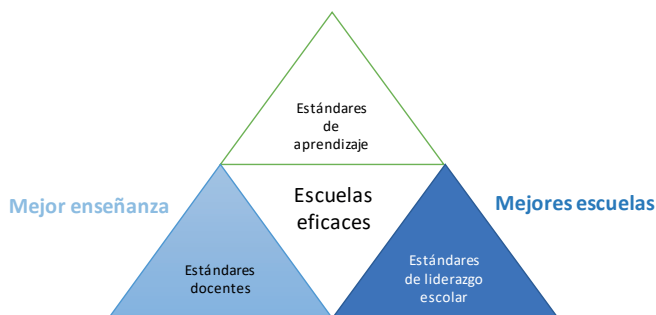 Estándares
de
aprendizaje
Mejor enseñanza
Escuelas
eficaces
Mejores escuelas
Estándares
docentes
Estándares
de liderazgo
escolar